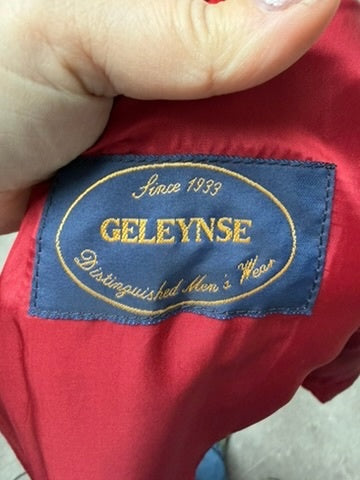 Since 1933
GELEYNSE
Distinguished Men's Wear